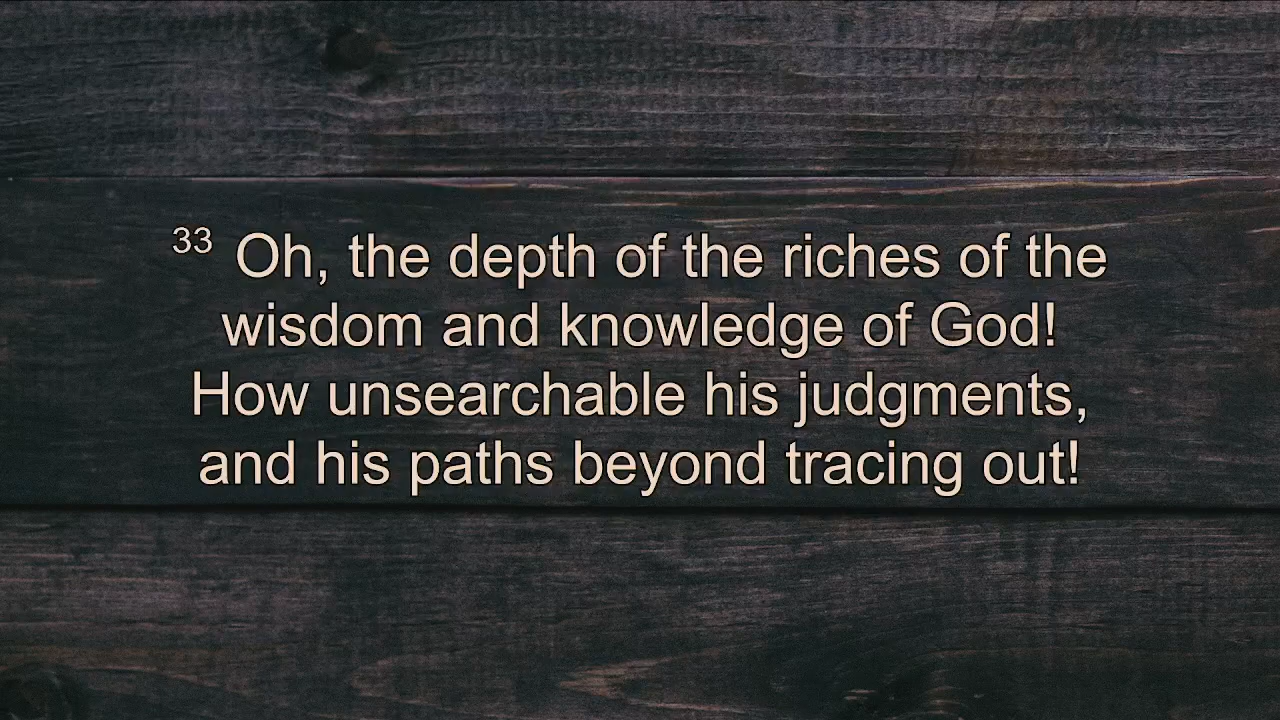 33 Oh, the depth of the riches of the
wisdom and knowledge of God!
How unsearchable his judgments,
and his paths beyond tracing out!